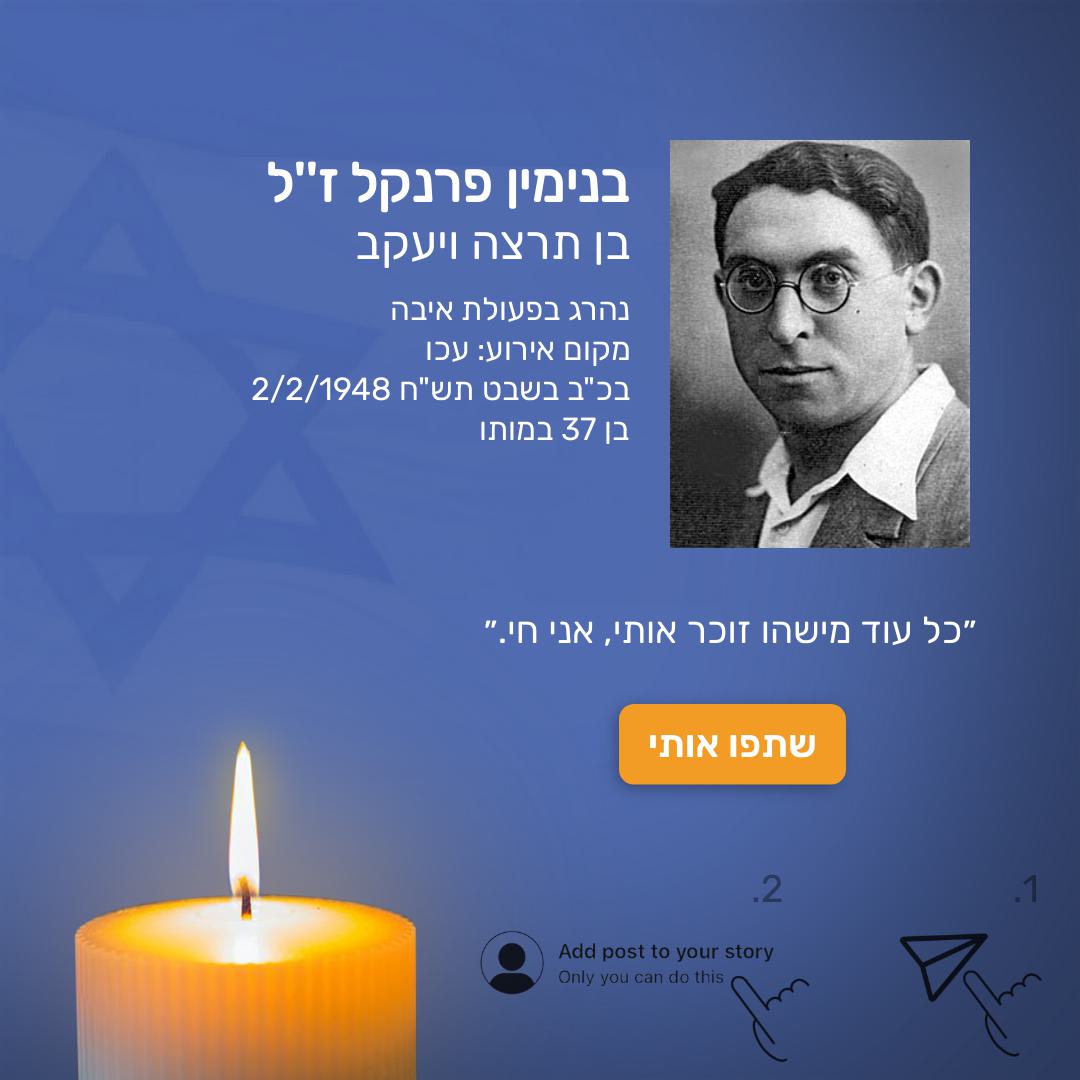 בנימין פרנקל ז"ל
בן תרצה ויעקב
נהרג בפעולת איבה
מקום אירוע: עכו
בכ"ב בשבט תש"ח 2/2/1948
בן 37 במותו
״כל עוד מישהו זוכר אותי, אני חי.״
שתפו אותי
1.
2.
Add post to your story
Only you can do this